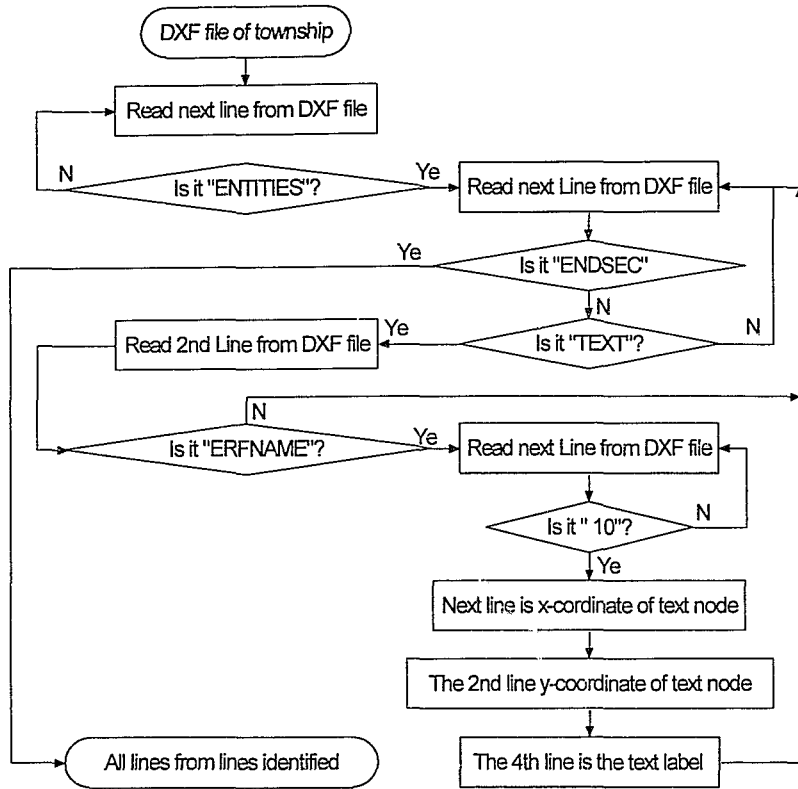 DXF file of township
Read next line from DXF file
N
Is it "ENTITIES"?
Ye
Read next Line from DXF file
Ye
Is it "ENDSEC"
N
Read 2nd Line from DXF file
Ye
Is it "TEXT"?
N
N
Is it "ERFNAME"?
Ye
Read next Line from DXF file
Is it " 10"?
N
Ye
Next line is x-cordinate of text node
The 2nd line y-coordinate of text node
All lines from lines identified
The 4th line is the text label